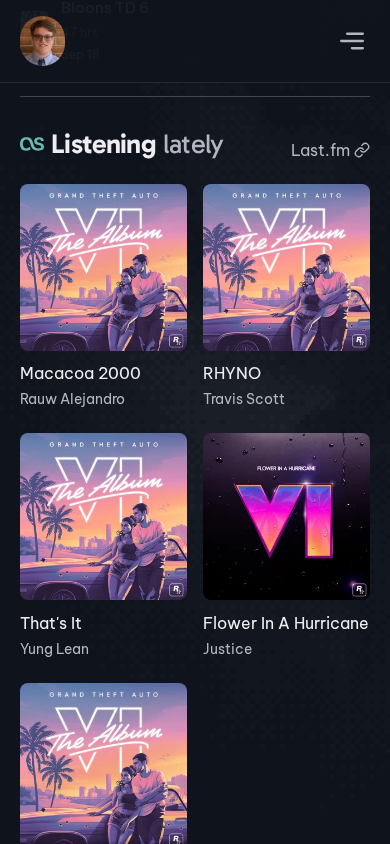 Bloons TD 6
Sep 18
Listening lately
Last.fm
GRAND THEFT AUTO
VI
The Album
GRAND THEFT AUTO
VI
The Album
Macacoa 2000
Rauw Alejandro
RHYNO
Travis Scott
GRAND THEFT AUTO
VI
The Album
FLOWER IN A HURRICANE
VI
That's It
Yung Lean
Flower In A Hurricane
Justice
GRAND THEFT AUTO
VI
The Album